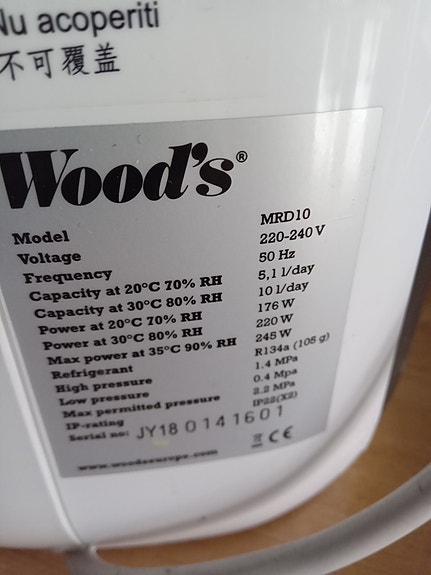 Nu acoperiti
不可覆盖
Wood's®
Model MRD10
Voltage 220-240 V
Frequency 50 Hz
Capacity at 20°C 70% RH 5,1 l/day
Capacity at 30°C 80% RH 10 l/day
Power at 20°C 70% RH 176 W
Power at 30°C 80% RH 220 W
Max power at 35°C 90% RH 245 W
Refrigerant R134a (105 g)
High pressure 1.4 MPa
Low pressure 0.4 Mpa
Max permitted pressure 2.2 MPa
IP-rating IP22(X2)
Serial no: JY18 0141601
CE
www.woodseurope.com